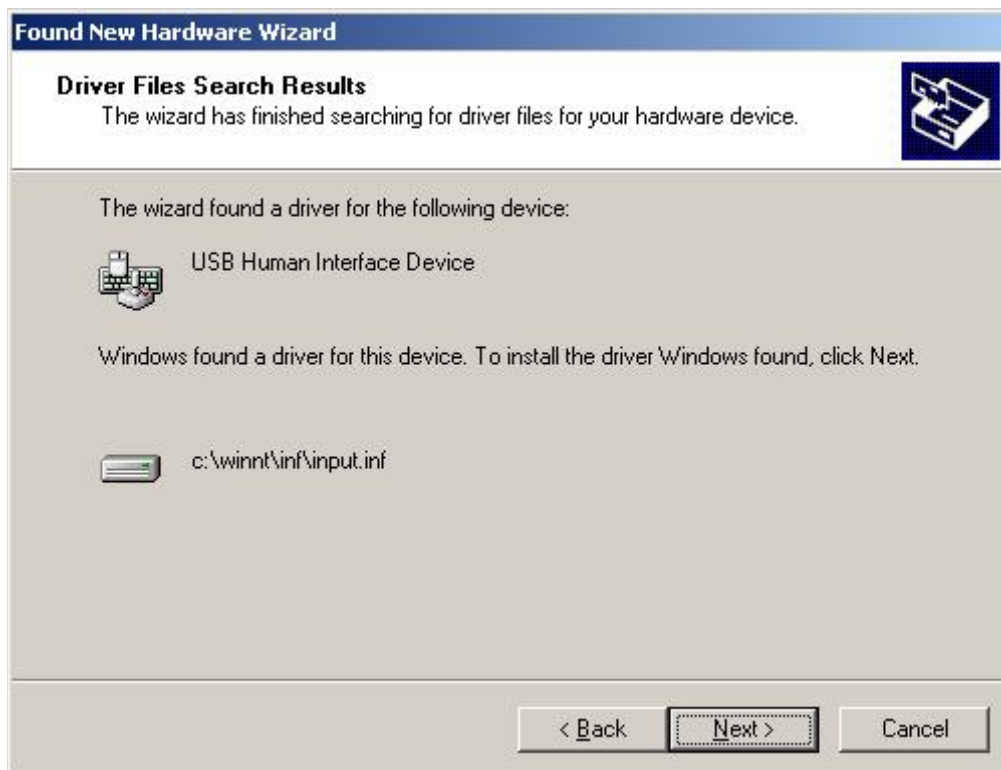 Found New Hardware Wizard
Driver Files Search Results
The wizard has finished searching for driver files for your hardware device.
The wizard found a driver for the following device:
USB Human Interface Device
Windows found a driver for this device. To install the driver Windows found, click Next.
c:\winnt\inf\input.inf
< Back
Next >
Cancel